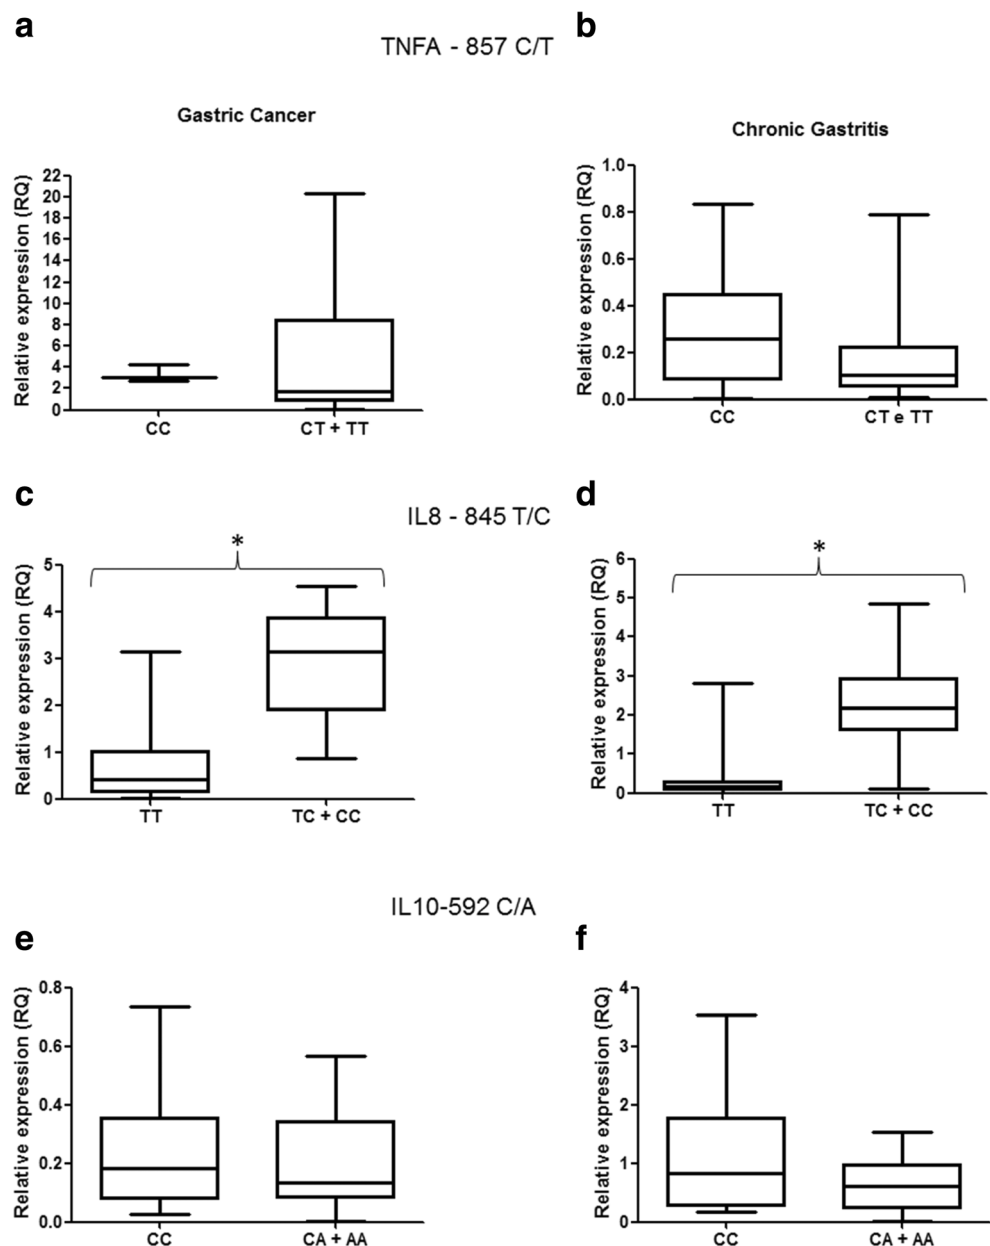 a
b
TNFA - 857 C/T
Gastric Cancer
Chronic Gastritis
Relative expression (RQ)
22
20
18
16
14
12
10
8
6
4
2
0
CC
CT + TT
Relative expression (RQ)
1.0
0.8
0.6
0.4
0.2
0.0
CC
CT e TT
c
d
IL8 - 845 T/C
*
Relative expression (RQ)
5
4
3
2
1
0
TT
TC + CC
*
Relative expression (RQ)
6
5
4
3
2
1
0
TT
TC + CC
IL10-592 C/A
e
f
Relative expression (RQ)
0.8
0.6
0.4
0.2
0.0
CC
CA + AA
Relative expression (RQ)
4
3
2
1
0
CC
CA + AA